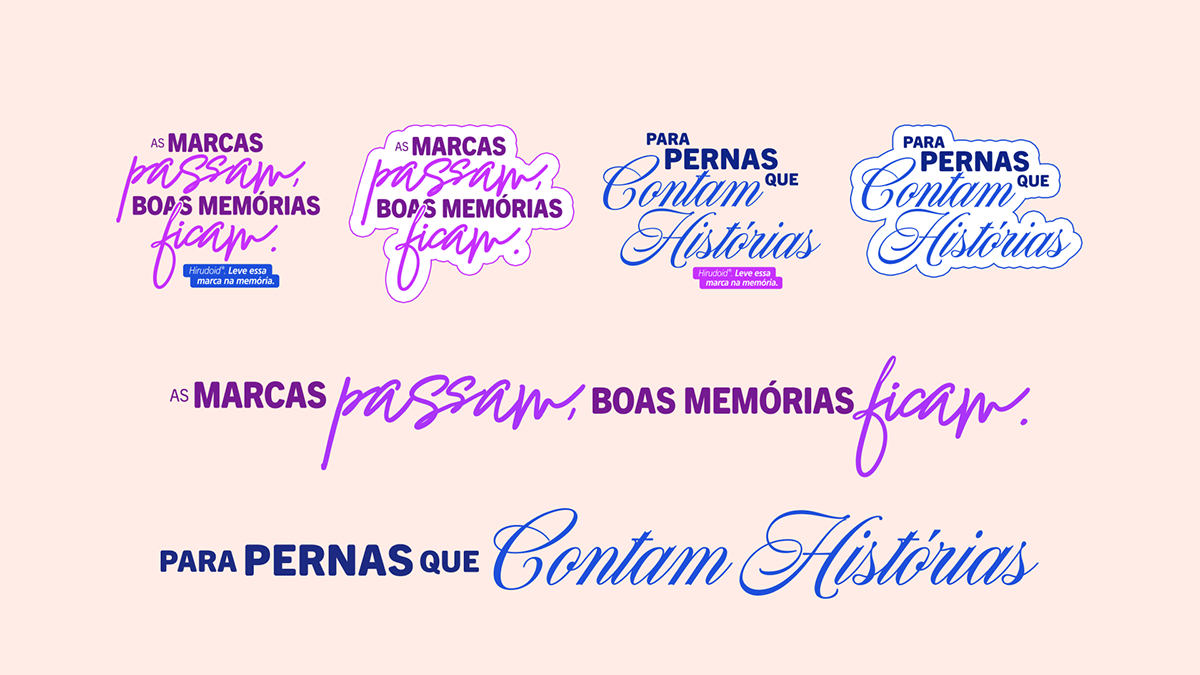 AS MARCAS
passam,
BOAS MEMÓRIAS
ficam.
Hirudoid®. Leve essa
marca na memória.
AS MARCAS
passam,
BOAS MEMÓRIAS
ficam.
PARA
PERNAS
Contam QUE
Histórias
Hirudoid®. Leve essa
marca na memória.
PARA
PERNAS
Contam QUE
Histórias
AS MARCAS passam, BOAS MEMÓRIAS ficam.
PARA PERNAS QUE Contam Histórias